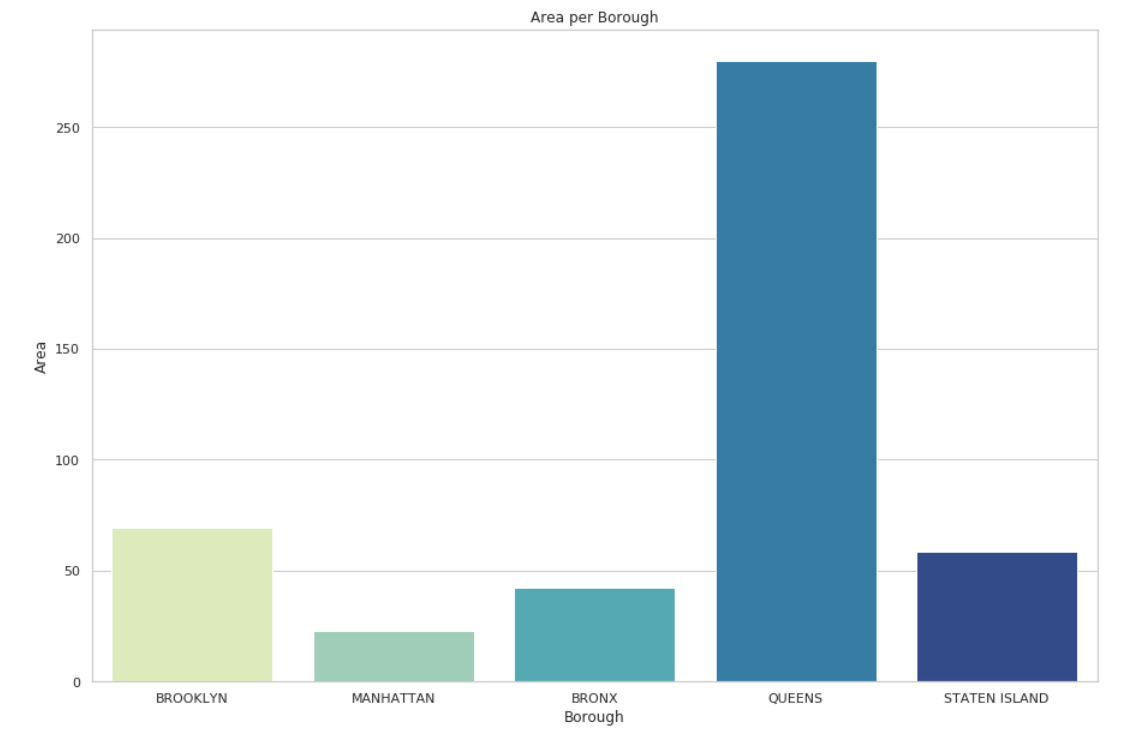 Area per Borough
250
200
150
100
50
0
Area
BROOKLYN
MANHATTAN
BRONX
QUEENS
STATEN ISLAND
Borough